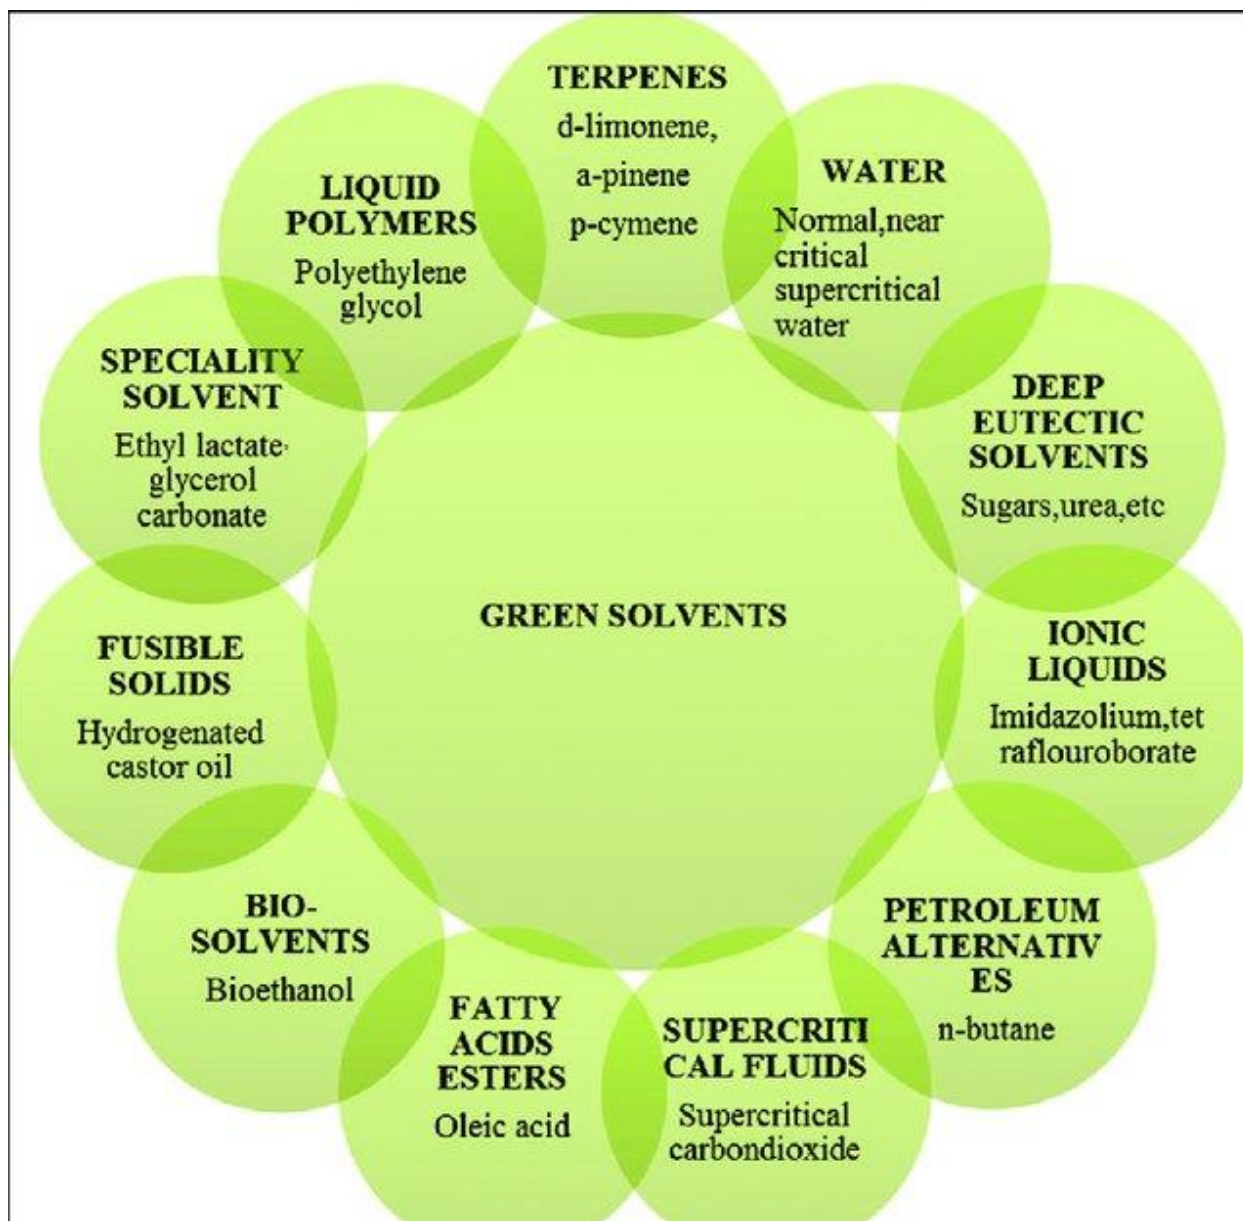 TERPENES
d-limonene,
a-pinene
p-cymene
WATER
Normal,near
critical
supercritical
water
DEEP
EUTECTIC
SOLVENTS
Sugars,urea,etc
IONIC
LIQUIDS
Imidazolium,tet
raflouroborate
PETROLEUM
ALTERNATIV
ES
n-butane
SUPERCRITI
CAL FLUIDS
Supercritical
carbondioxide
FATTY
ACIDS
ESTERS
Oleic acid
BIO-
SOLVENTS
Bioethanol
FUSIBLE
SOLIDS
Hydrogenated
castor oil
SPECIALITY
SOLVENT
Ethyl lactate·
glycerol
carbonate
LIQUID
POLYMERS
Polyethylene
glycol
GREEN SOLVENTS